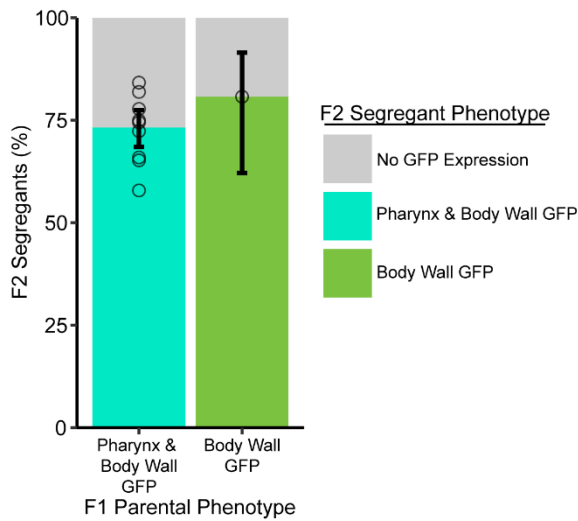 100
75
50
25
0
F2 Segregants (%)
Pharynx &
Body Wall
GFP
Body Wall
GFP
F1 Parental Phenotype
F2 Segregant Phenotype
No GFP Expression
Pharynx & Body Wall GFP
Body Wall GFP